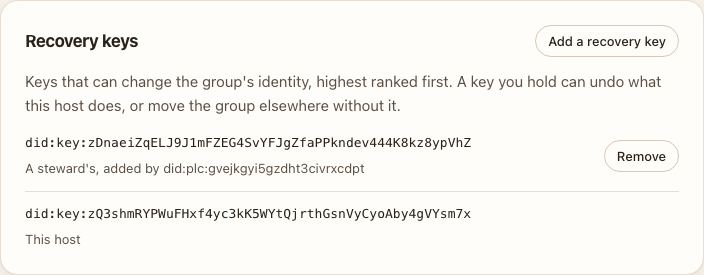 Recovery keys
Add a recovery key
Keys that can change the group's identity, highest ranked first. A key you hold can undo what
this host does, or move the group elsewhere without it.
did:key:zDnaeiZqELJ9J1mFZEG4SvYFJgZfaPPkndev444K8kz8ypVhZ
A steward's, added by did:plc:gvejkgyi5gzdht3civrxcdpt
Remove
did:key:zQ3shmRYPWuFHxf4yc3kK5WYtQjrthGsnVyCyoAby4gVYsm7x
This host